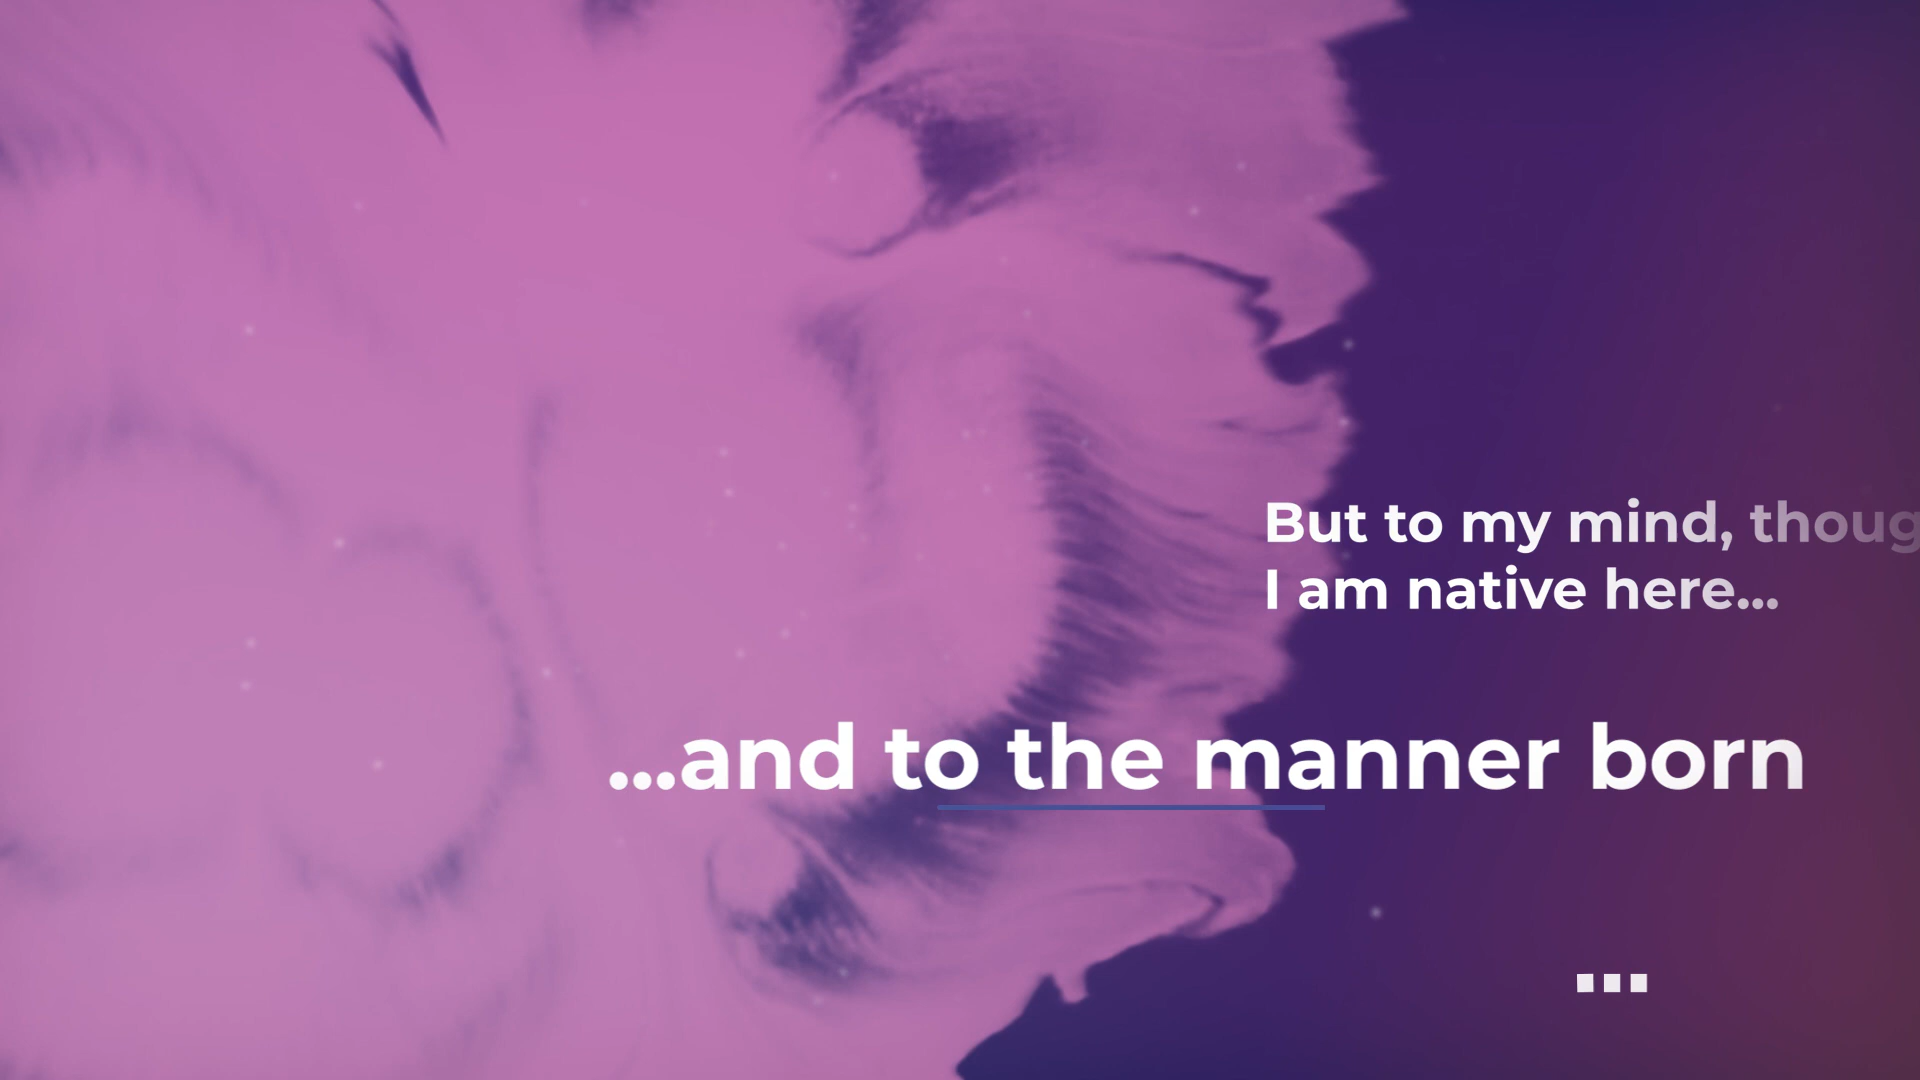 But to my mind, thoug
I am native here...
...and to the manner born
...